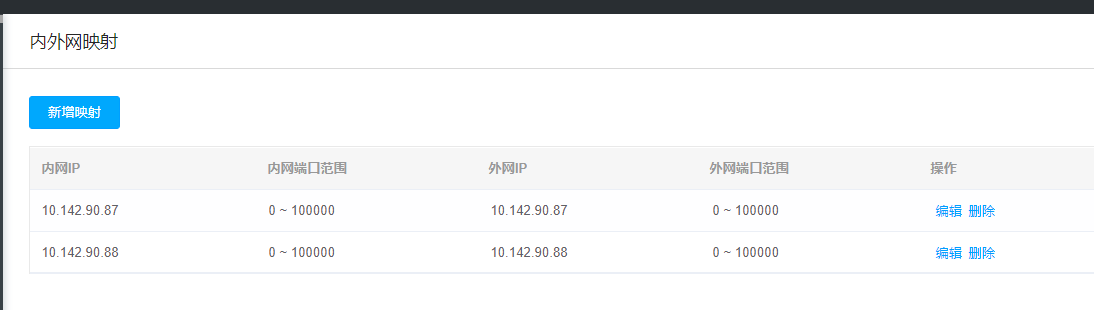 内外网映射
新增映射
内网IP 内网端口范围 外网IP 外网端口范围 操作
10.142.90.87 0 ~ 100000 10.142.90.87 0 ~ 100000 编辑 删除
10.142.90.88 0 ~ 100000 10.142.90.88 0 ~ 100000 编辑 删除